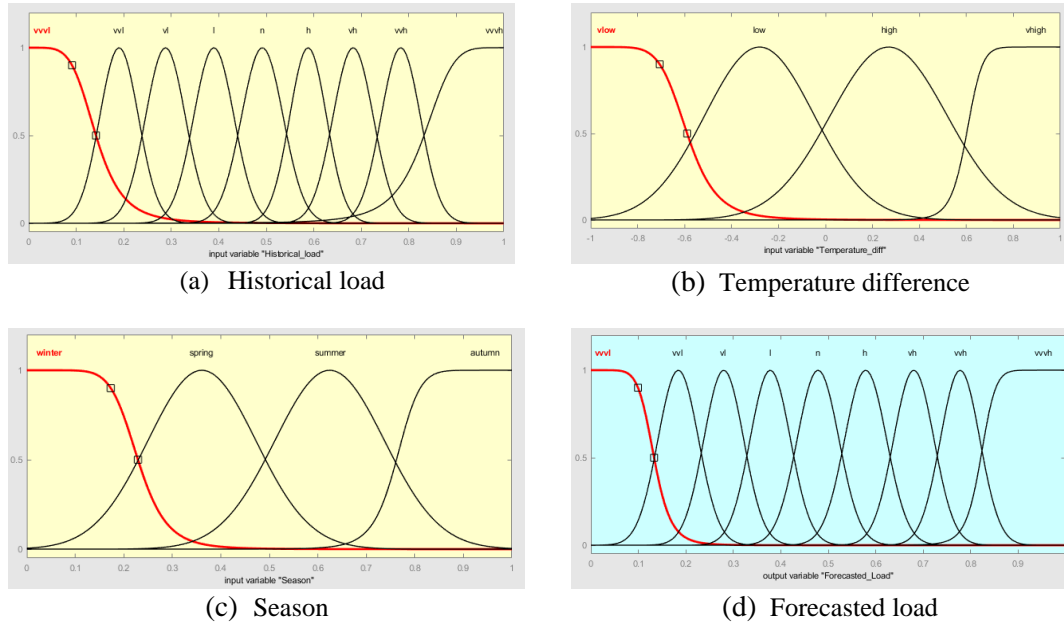 vvvl vvl vl l n h vh vvh vvvh
1
0.5
0
0 0.1 0.2 0.3 0.4 0.5 0.6 0.7 0.8 0.9 1
input variable "Historical_load"
(a) Historical load
vlow low high vhigh
1
0.5
0
-1 -0.8 -0.6 -0.4 -0.2 0 0.2 0.4 0.6 0.8 1
input variable "Temperature_diff"
(b) Temperature difference
winter spring summer autumn
1
0.5
0
0 0.1 0.2 0.3 0.4 0.5 0.6 0.7 0.8 0.9 1
input variable "Season"
(c) Season
vvvl vvl vl l n h vh vvh vvvh
1
0.5
0
0 0.1 0.2 0.3 0.4 0.5 0.6 0.7 0.8 0.9
output variable "Forecasted_Load"
(d) Forecasted load